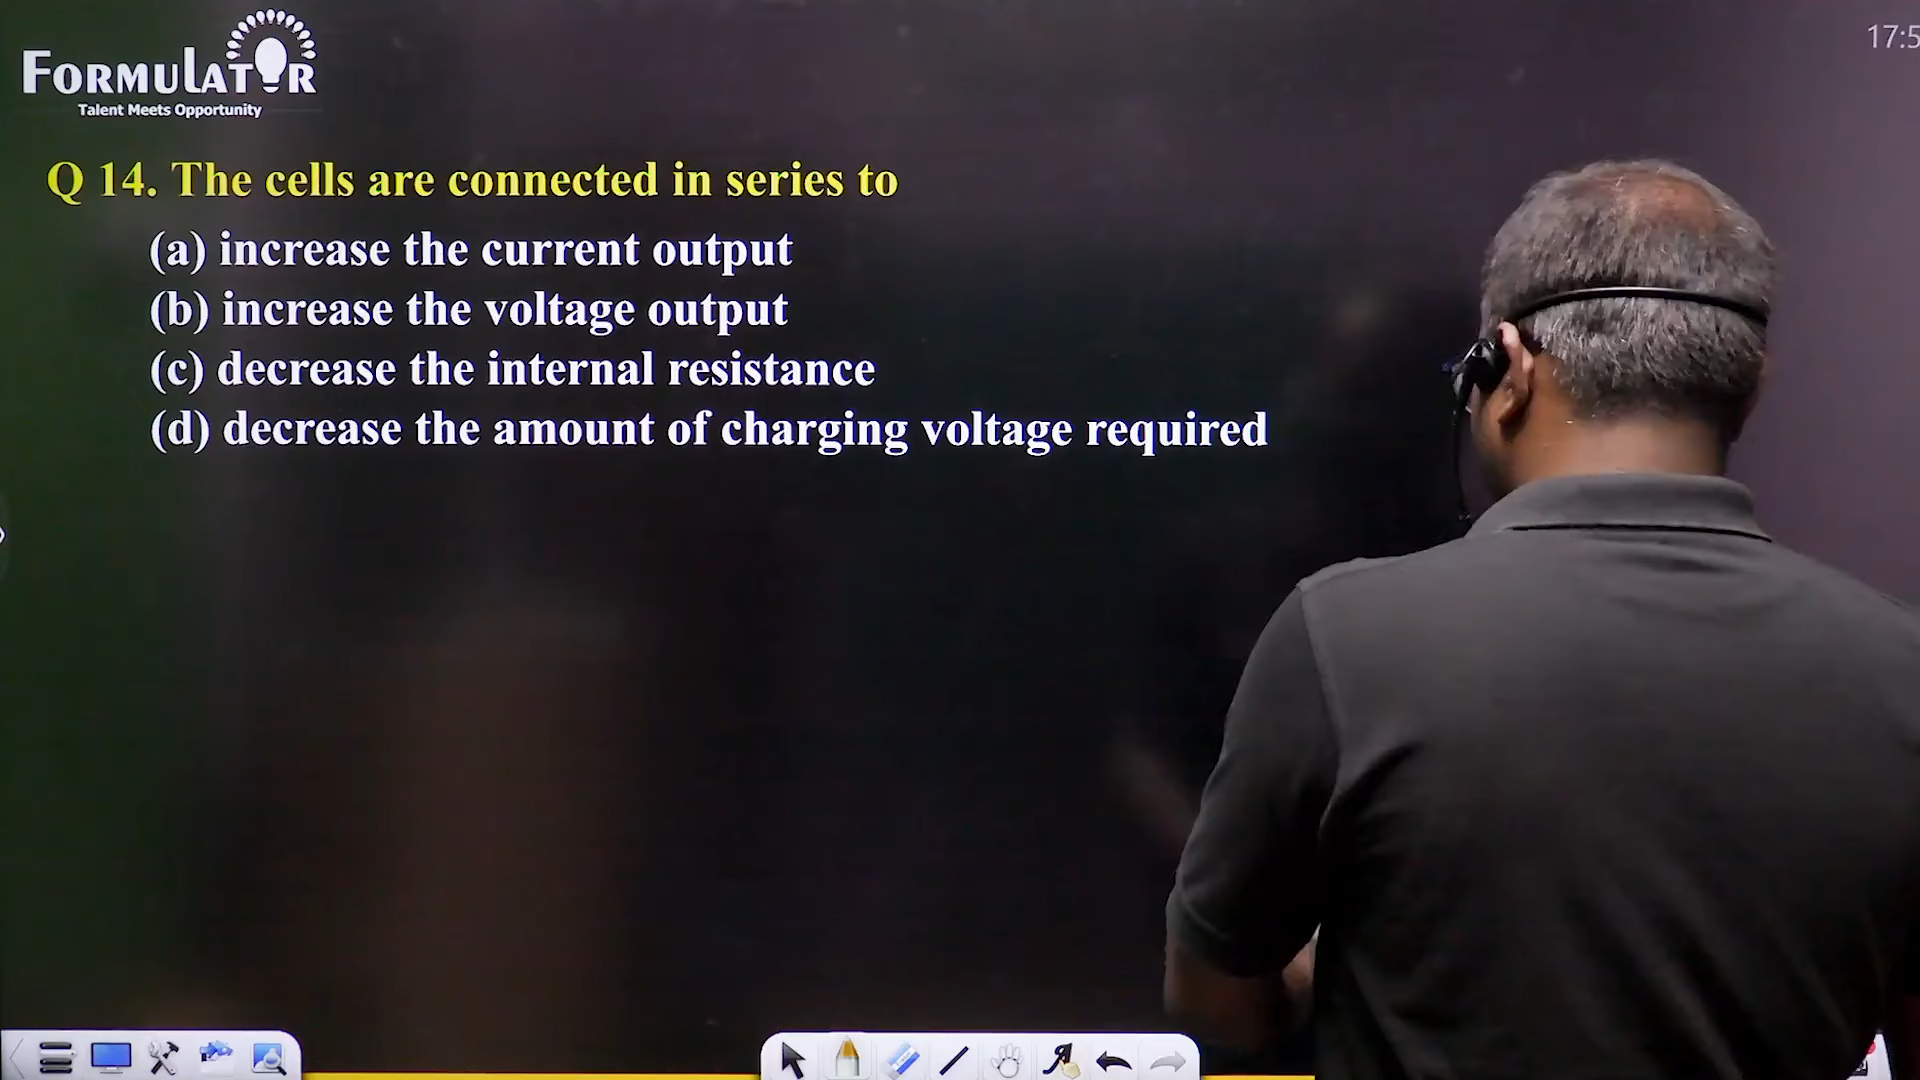 FORMULATOR
Talent Meets Opportunity
17:5
Q 14. The cells are connected in series to
(a) increase the current output
(b) increase the voltage output
(c) decrease the internal resistance
(d) decrease the amount of charging voltage required